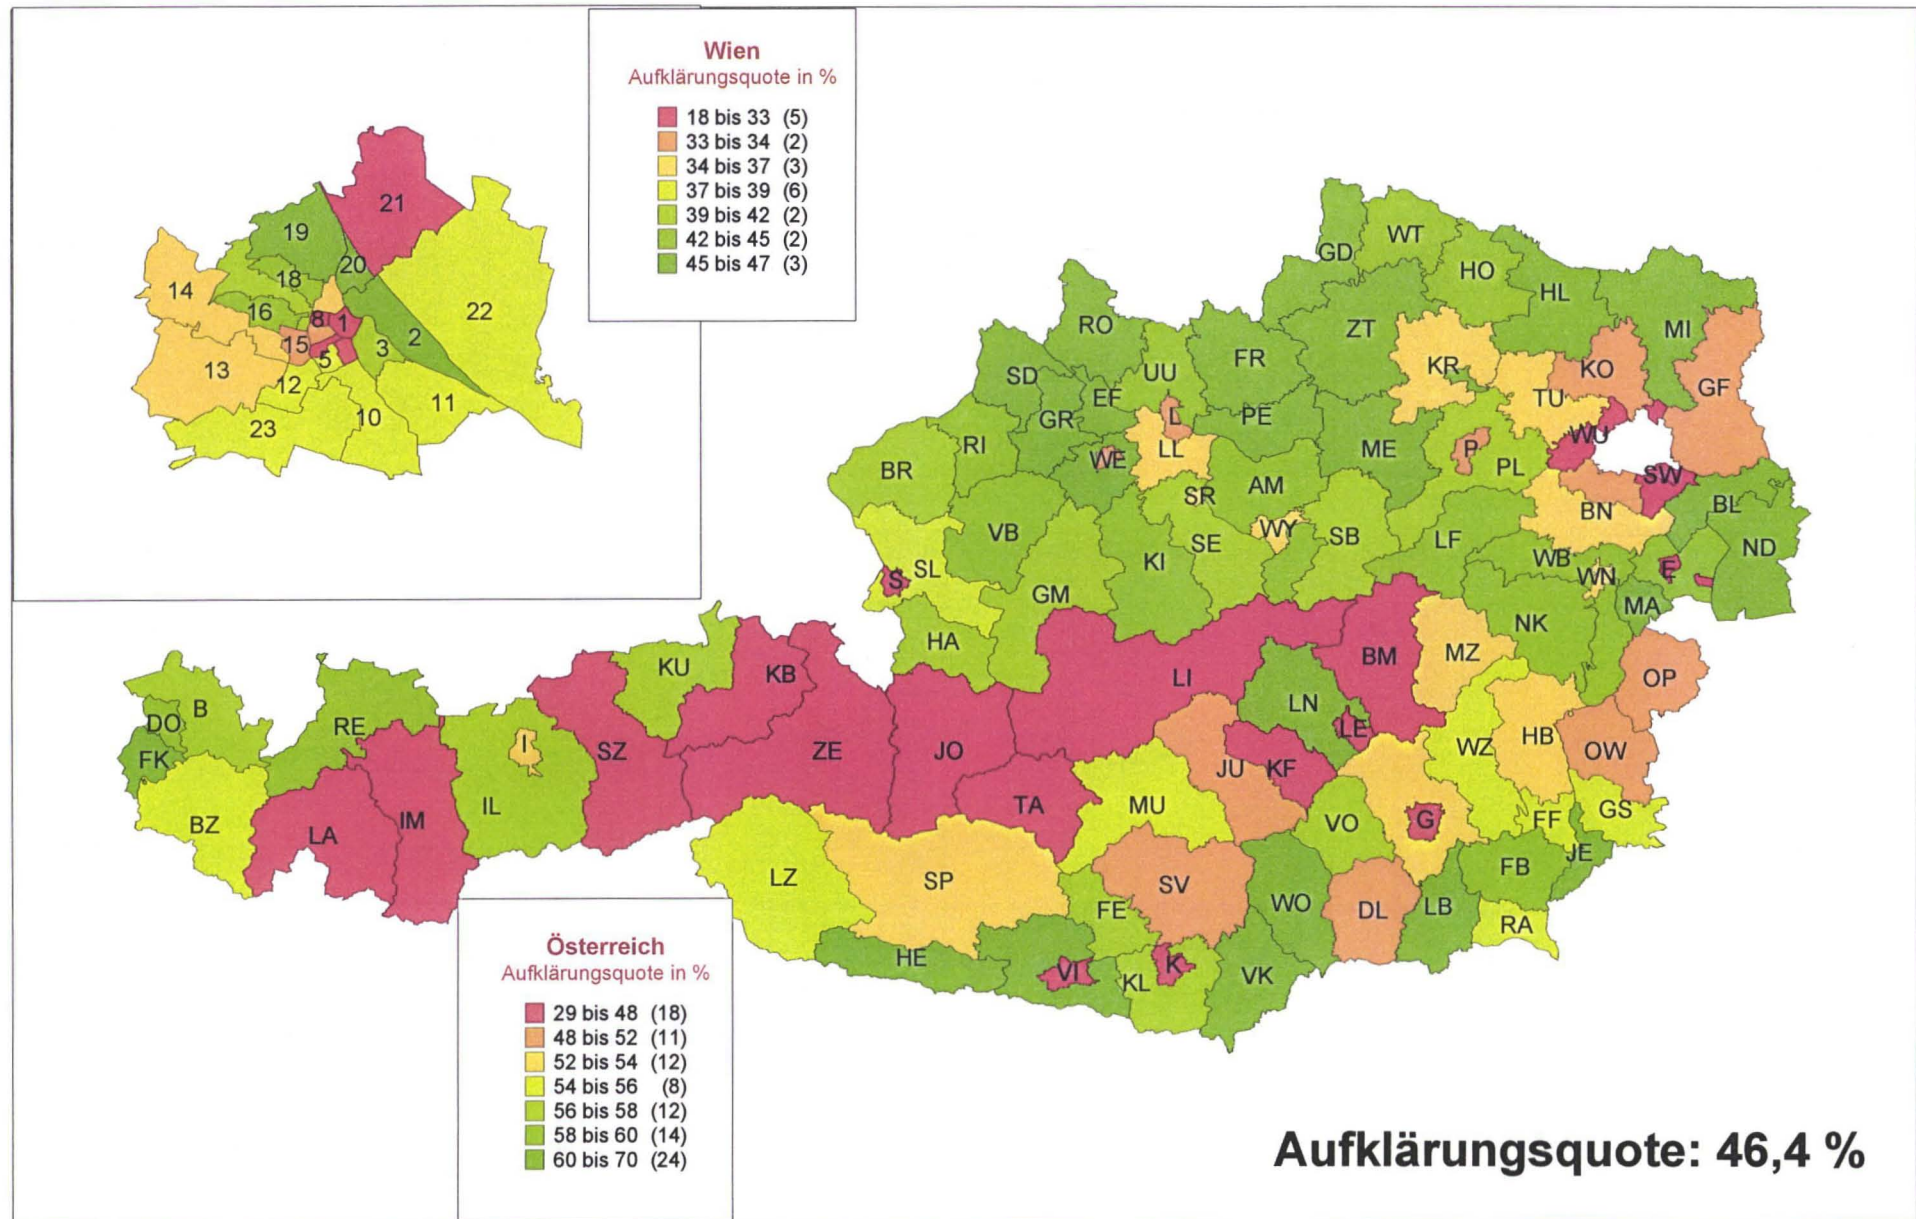 Wien
Aufklärungsquote in %
18 bis 33 (5)
33 bis 34 (2)
34 bis 37 (3)
37 bis 39 (6)
39 bis 42 (2)
42 bis 45 (2)
45 bis 47 (3)
21
19
20
18
14
22
16
8
1
15
2
3
5
13
12
11
10
23
GD
WT
HO
HL
RO
ZT
MI
FR
KR
KO
UU
SD
GF
EF
TU
GR
L
PE
WU
RI
ME
P
LL
WE
PL
BR
SW
AM
SR
BL
BN
WY
VB
SB
LF
SE
ND
WB
KI
SL
E
WN
S
GM
MA
NK
HA
MZ
BM
KU
KB
LI
OP
LN
B
DO
RE
LE
HB
I
WZ
SZ
ZE
JO
OW
FK
JU
KF
IL
TA
MU
GS
IM
FF
G
VO
BZ
LA
JE
FB
LZ
SP
SV
WO
LB
FE
DL
RA
HE
K
VI
VK
KL
Österreich
Aufklärungsquote in %
29 bis 48 (18)
48 bis 52 (11)
52 bis 54 (12)
54 bis 56 (8)
56 bis 58 (12)
58 bis 60 (14)
60 bis 70 (24)
Aufklärungsquote: 46,4 %